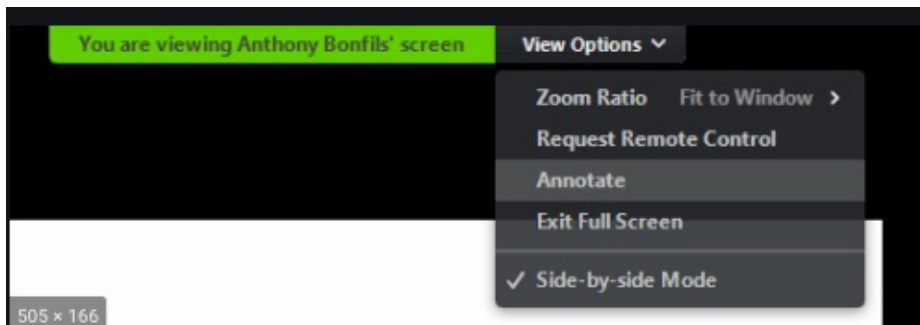 You are viewing Anthony Bonfils' screen View Options
Zoom Ratio Fit to Window
Request Remote Control
Annotate
Exit Full Screen
Side-by-side Mode
505 × 166